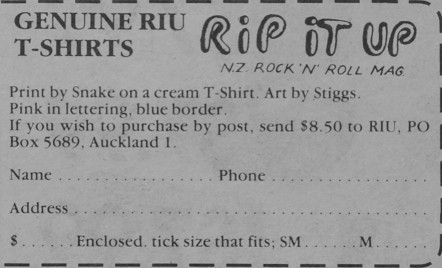 GENUINE RIU
T-SHIRTS
RiP iT UP
N.Z. ROCK 'N' ROLL MAG.
Print by Snake on a cream T-Shirt. Art by Stiggs.
Pink in lettering, blue border.
If you wish to purchase by post, send $8.50 to RIU, PO
Box 5689, Auckland 1.
Name . . . . . . . . . . . . . . . . . Phone . . . . . . . . . . . . . . . .
Address . . . . . . . . . . . . . . . . . . . . . . . . . . . . . . . . . . . .
$ . . . . . . Enclosed. tick size that fits; SM . . . . . . M . . . . . .